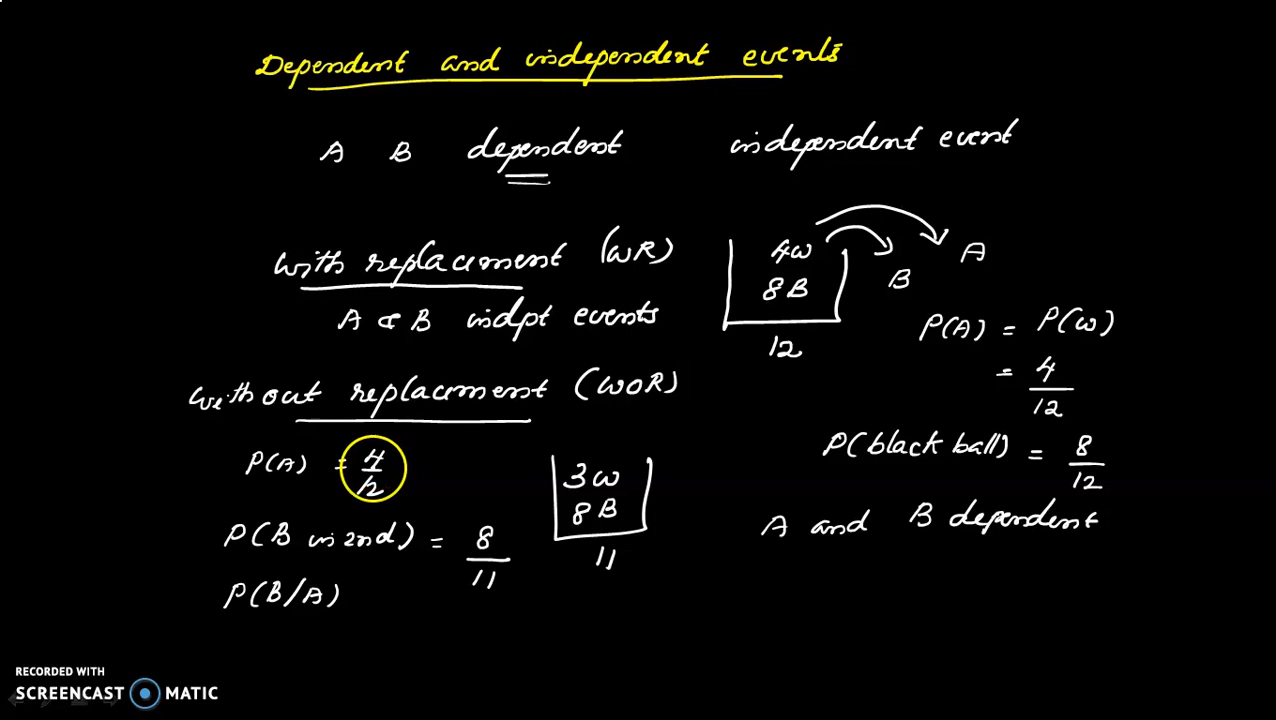 Dependent and independent events
A B dependent independent event
with replacement (WR)
4W
8B
12
A
B
A & B indpt events
P(A) = P(W)
= 4/12
without replacement (WOR)
P(A) = 4/12
3W
8B
11
P(black ball) = 8/12
P(B in 2nd) = 8/11
A and B dependent
P(B/A)
RECORDED WITH
SCREENCAST MATIC